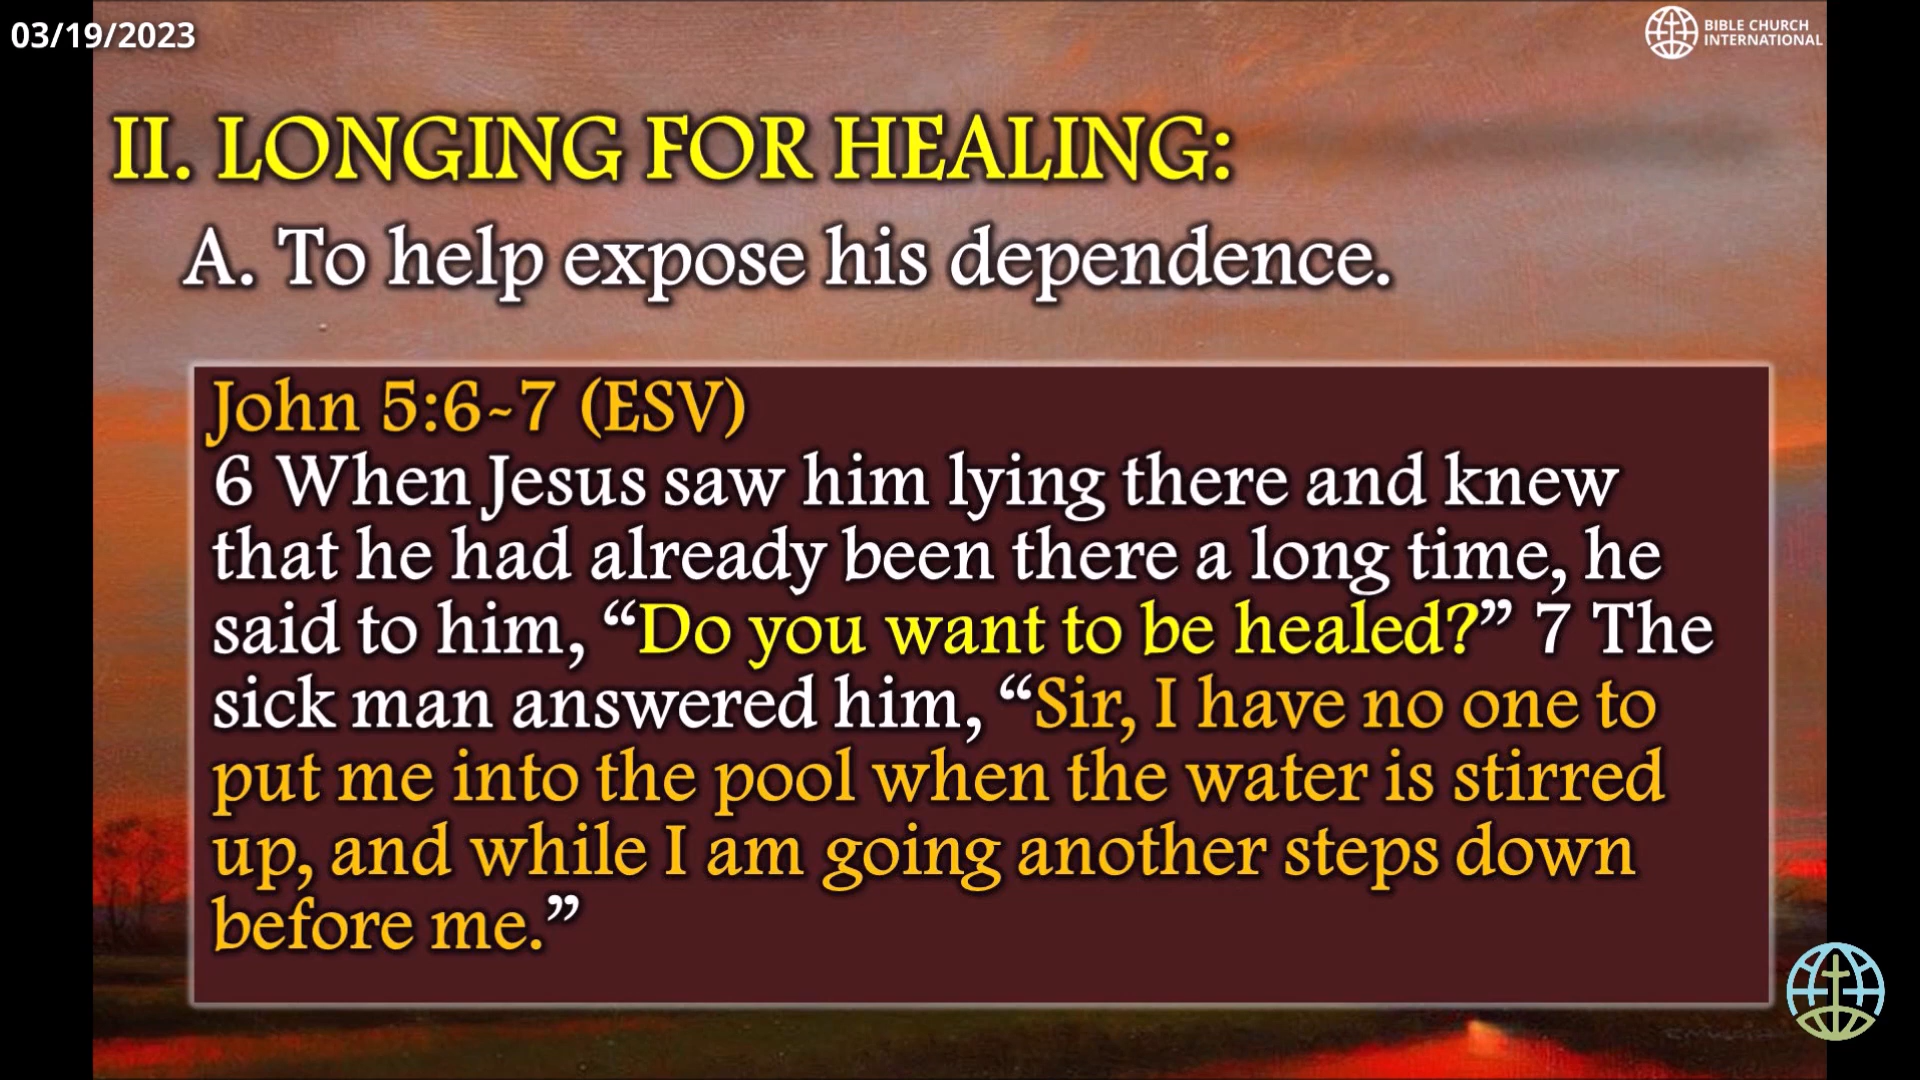 03/19/2023
BIBLE CHURCH
INTERNATIONAL
II. LONGING FOR HEALING:
A. To help expose his dependence.
John 5:6~7 (ESV)
6 When Jesus saw him lying there and knew
that he had already been there a long time, he
said to him, “Do you want to be healed?” 7 The
sick man answered him, “Sir, I have no one to
put me into the pool when the water is stirred
up, and while I am going another steps down
before me.”